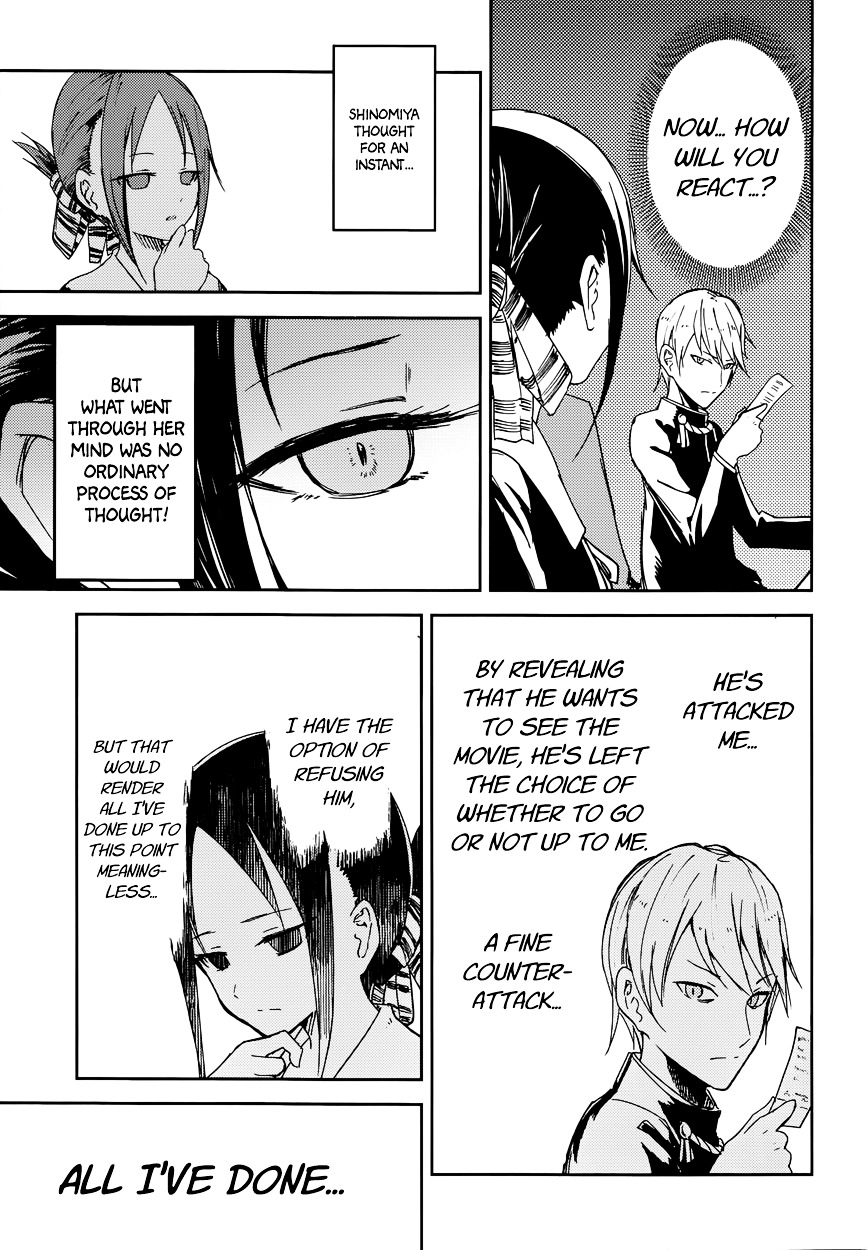 NOW... HOW
WILL YOU
REACT...?
SHINOMIYA
THOUGHT
FOR AN
INSTANT...
BUT
WHAT WENT
THROUGH HER
MIND WAS NO
ORDINARY
PROCESS OF
THOUGHT!
HE'S
ATTACKED
ME...
BY REVEALING
THAT HE WANTS
TO SEE THE
MOVIE, HE'S LEFT
THE CHOICE OF
WHETHER TO GO
OR NOT UP TO ME.
A FINE
COUNTER-
ATTACK...
I HAVE THE
OPTION OF
REFUSING
HIM,
BUT THAT
WOULD
RENDER
ALL I'VE
DONE UP TO
THIS POINT
MEANING-
LESS...
ALL I'VE DONE...